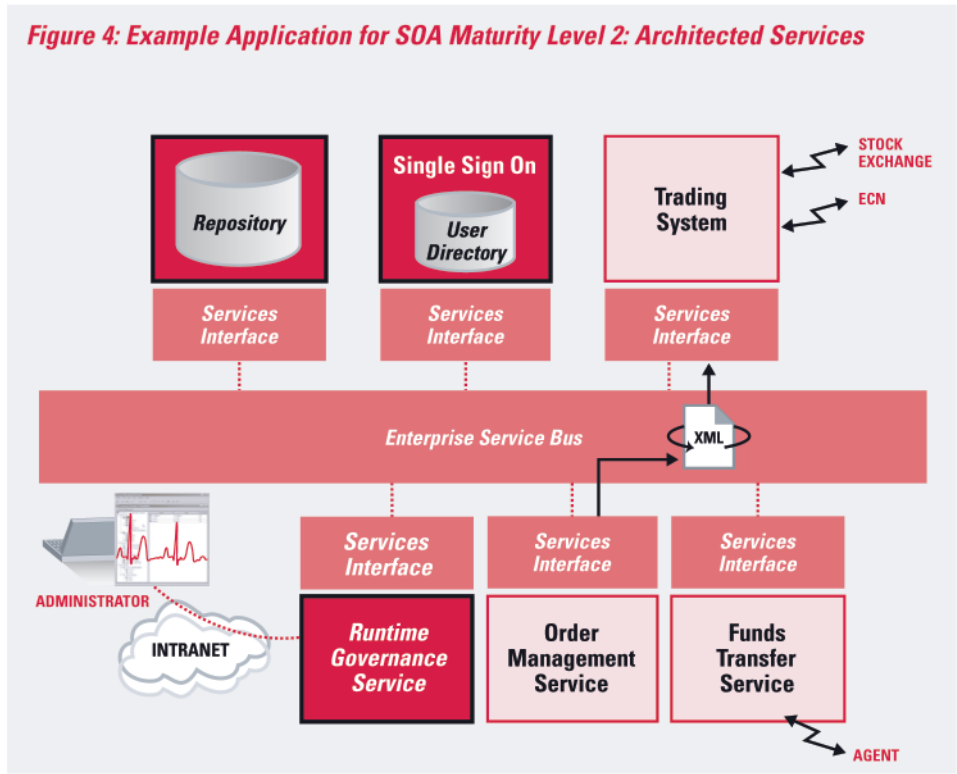 Figure 4: Example Application for SOA Maturity Level 2: Architected Services
Repository
Single Sign On
User
Directory
Trading
System
STOCK
EXCHANGE
ECN
Services
Interface
Services
Interface
Services
Interface
Enterprise Service Bus
XML
Services
Interface
Services
Interface
Services
Interface
ADMINISTRATOR
INTRANET
Runtime
Governance
Service
Order
Management
Service
Funds
Transfer
Service
AGENT